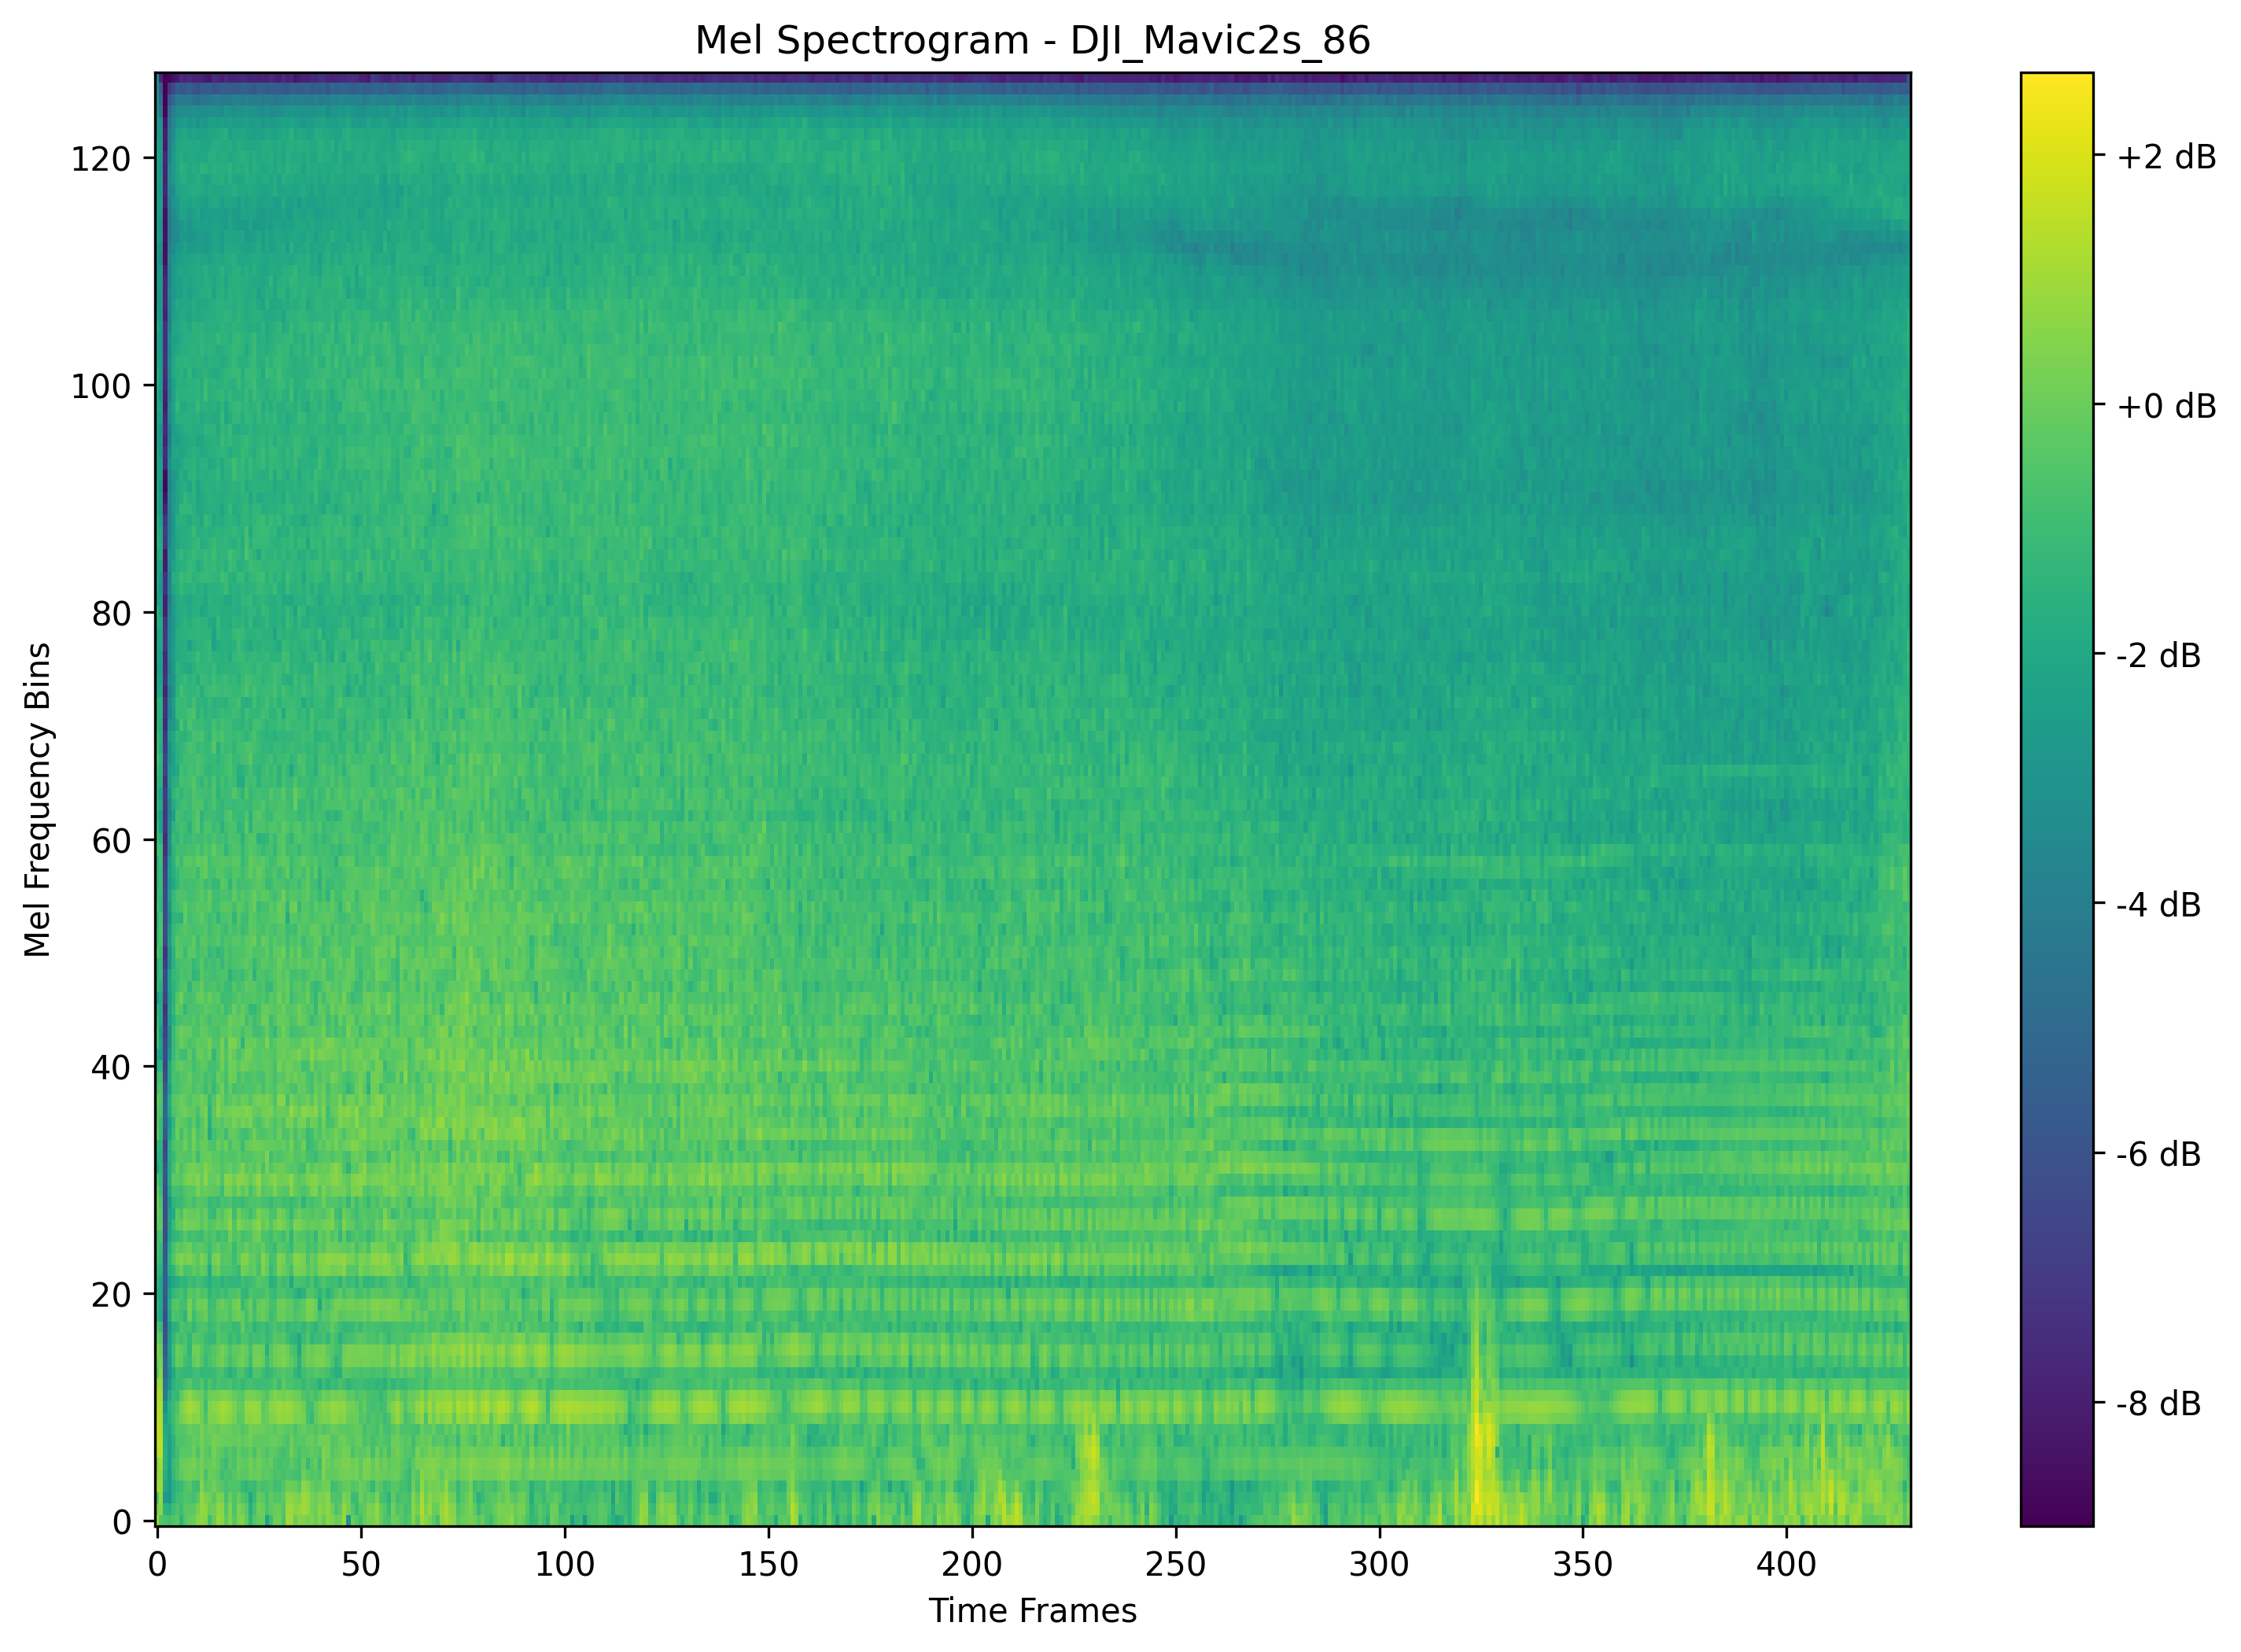 Mel Spectrogram - DJI_Mavic2s_86
Mel Frequency Bins
120
100
80
60
40
20
0
0 50 100 150 200 250 300 350 400
Time Frames
+2 dB
+0 dB
-2 dB
-4 dB
-6 dB
-8 dB